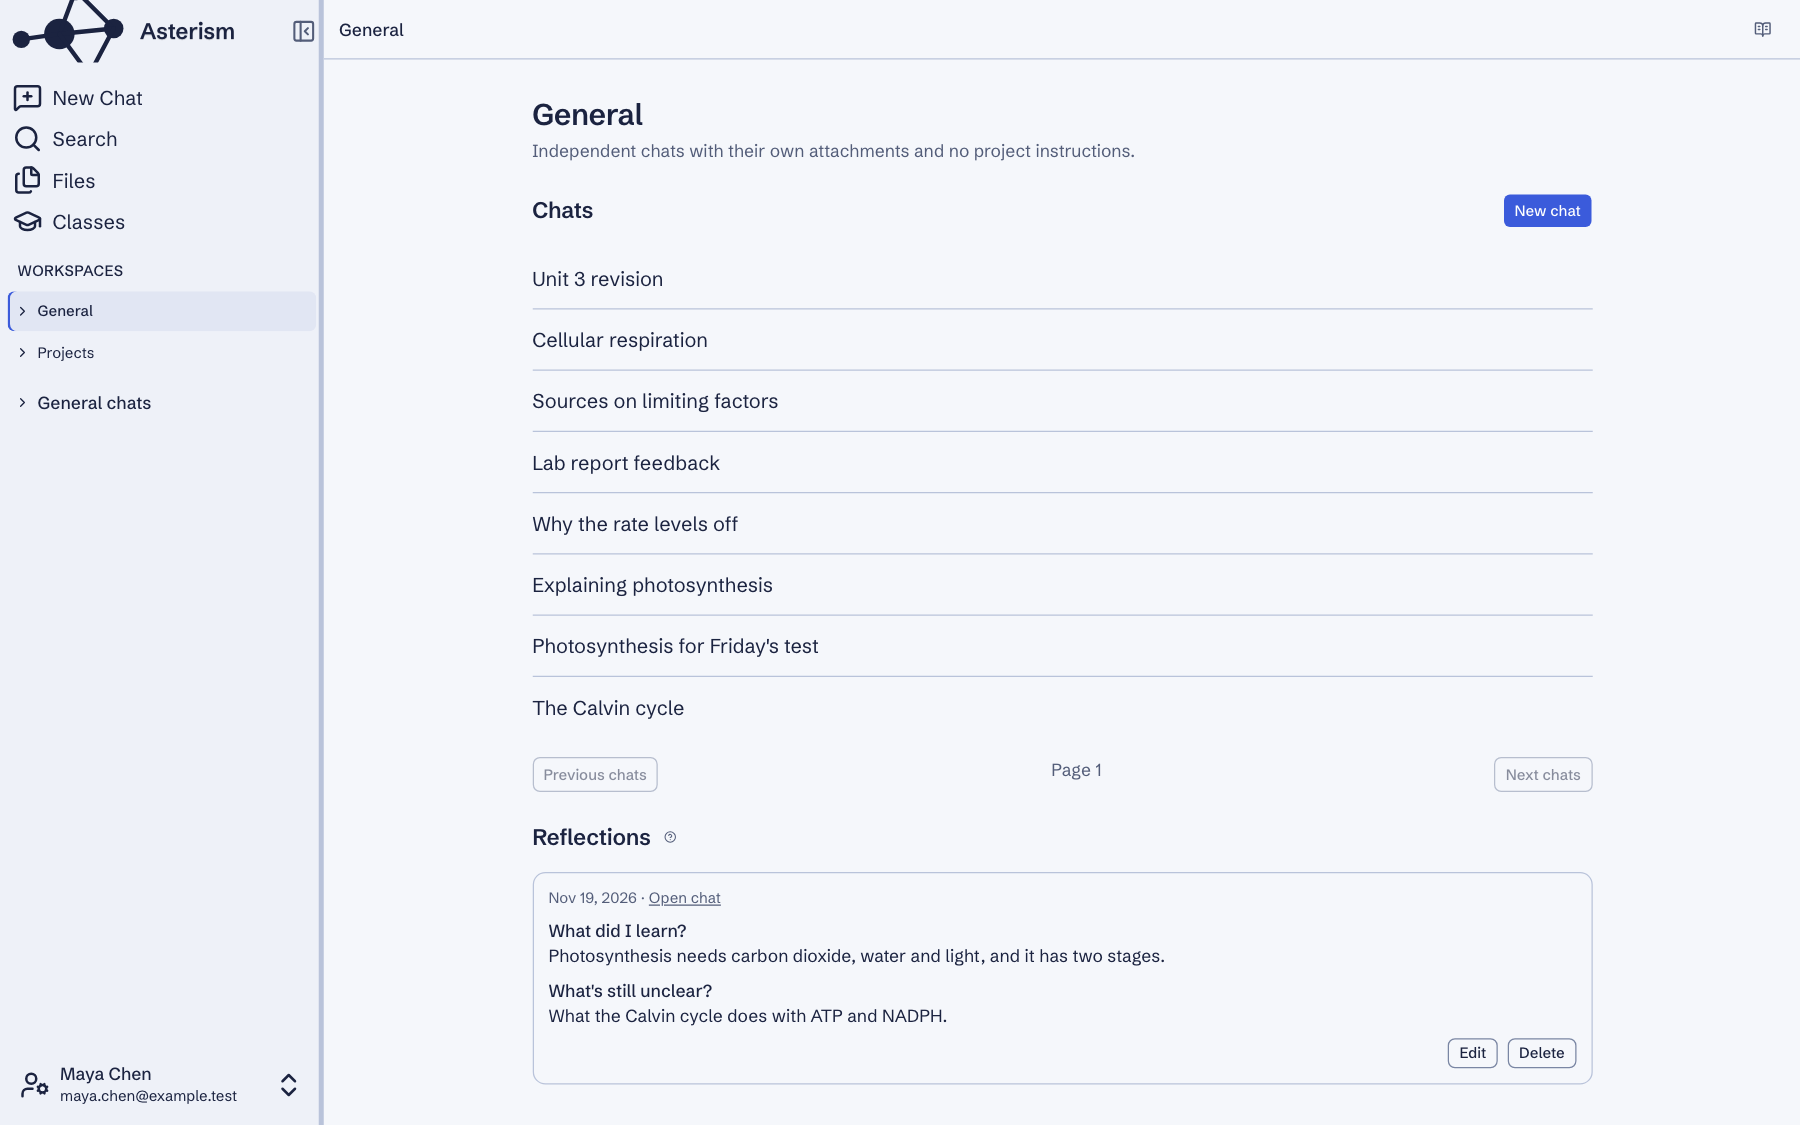 Asterism
New Chat
Search
Files
Classes
WORKSPACES
General
Projects
General chats
Maya Chen
maya.chen@example.test
General
General
Independent chats with their own attachments and no project instructions.
Chats
New chat
Unit 3 revision
Cellular respiration
Sources on limiting factors
Lab report feedback
Why the rate levels off
Explaining photosynthesis
Photosynthesis for Friday's test
The Calvin cycle
Previous chats
Page 1
Next chats
Reflections
Nov 19, 2026 · Open chat
What did I learn?
Photosynthesis needs carbon dioxide, water and light, and it has two stages.
What's still unclear?
What the Calvin cycle does with ATP and NADPH.
Edit
Delete